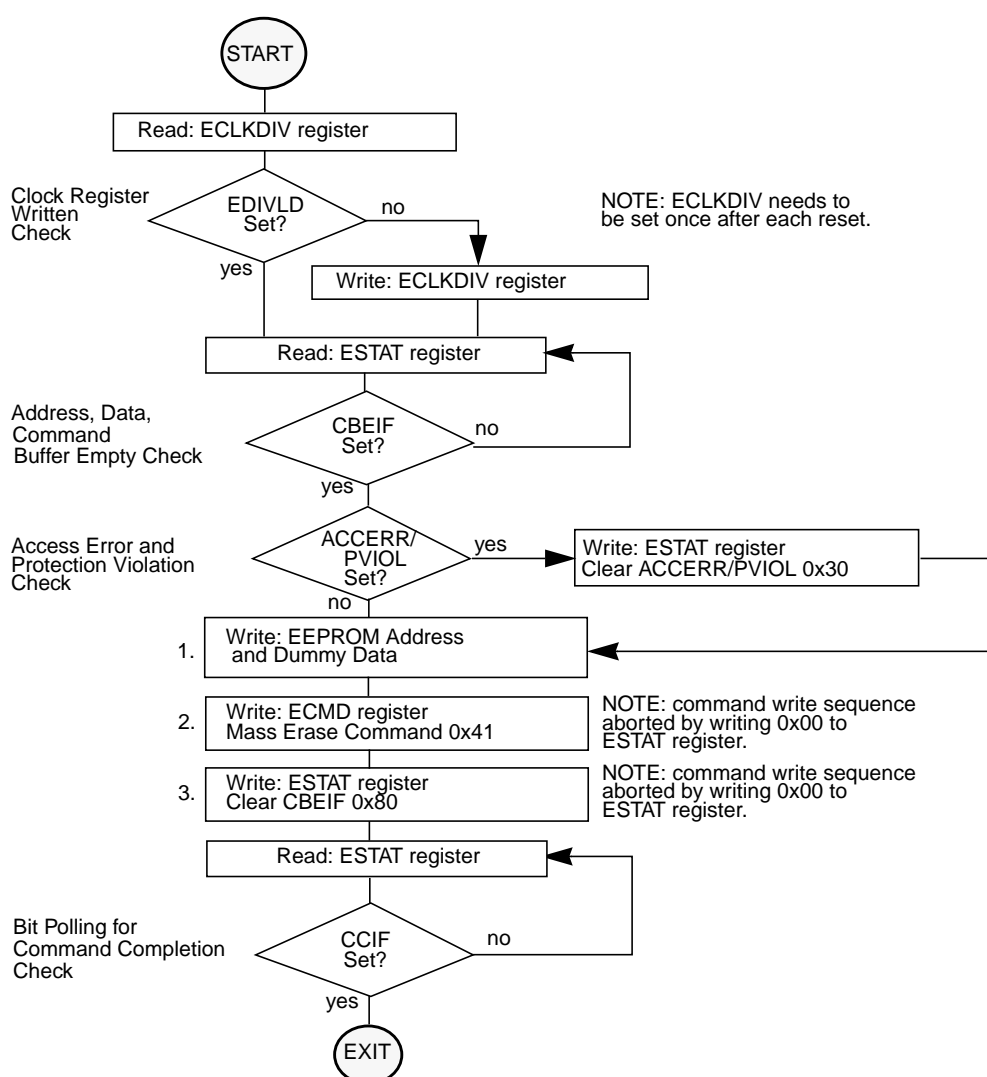 START
Read: ECLKDIV register
Clock Register
Written
Check
EDIVLD
Set?
no
yes
NOTE: ECLKDIV needs to
be set once after each reset.
Write: ECLKDIV register
Read: ESTAT register
Address, Data,
Command
Buffer Empty Check
CBEIF
Set?
no
yes
Access Error and
Protection Violation
Check
ACCERR/
PVIOL
Set?
yes
no
Write: ESTAT register
Clear ACCERR/PVIOL 0x30
1.
Write: EEPROM Address
and Dummy Data
2.
Write: ECMD register
Mass Erase Command 0x41
NOTE: command write sequence
aborted by writing 0x00 to
ESTAT register.
3.
Write: ESTAT register
Clear CBEIF 0x80
NOTE: command write sequence
aborted by writing 0x00 to
ESTAT register.
Read: ESTAT register
Bit Polling for
Command Completion
Check
CCIF
Set?
no
yes
EXIT